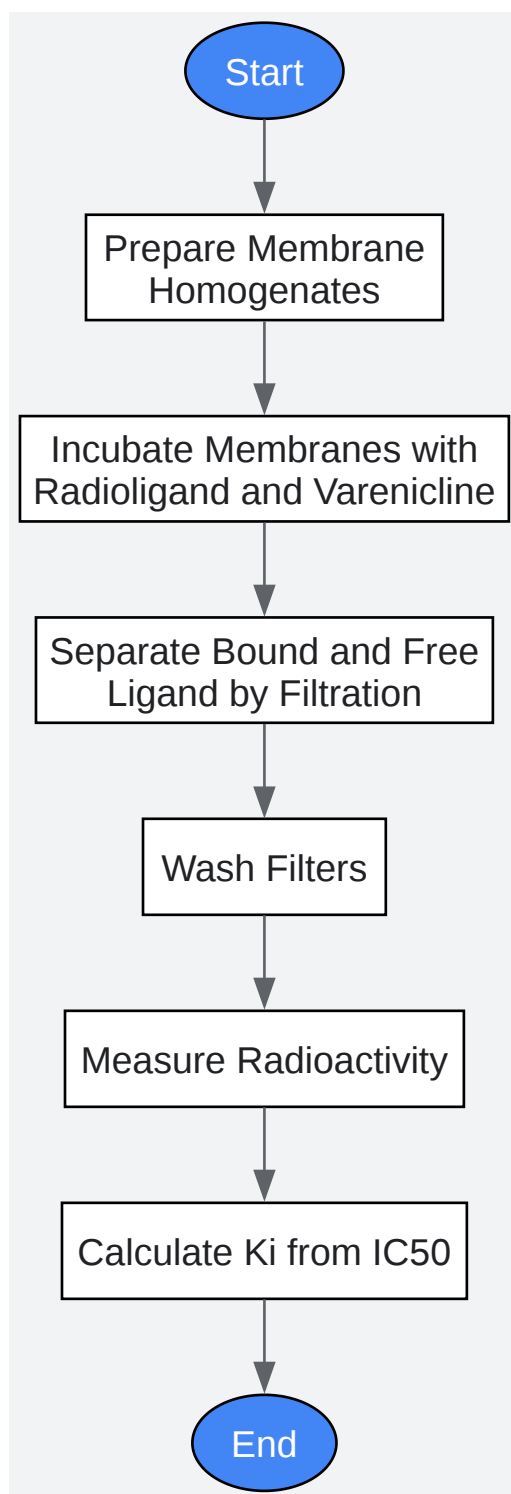 Start
Prepare Membrane
Homogenates
Incubate Membranes with
Radioligand and Varenicline
Separate Bound and Free
Ligand by Filtration
Wash Filters
Measure Radioactivity
Calculate Ki from IC50
End